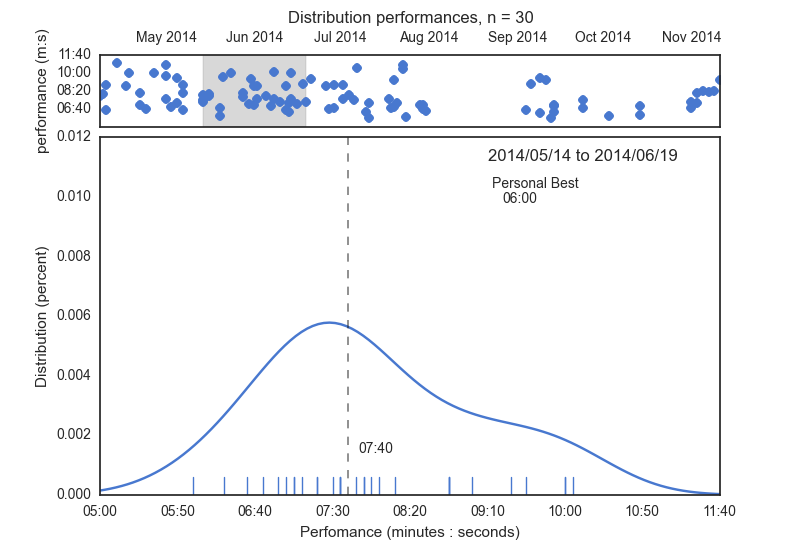 Distribution performances, n = 30
May 2014 Jun 2014 Jul 2014 Aug 2014 Sep 2014 Oct 2014 Nov 2014
performance (m:s)
11:40
10:00
08:20
06:40
Distribution (percent)
0.012
0.010
0.008
0.006
0.004
0.002
0.000
2014/05/14 to 2014/06/19
Personal Best
06:00
07:40
05:00 05:50 06:40 07:30 08:20 09:10 10:00 10:50 11:40
Perfomance (minutes : seconds)